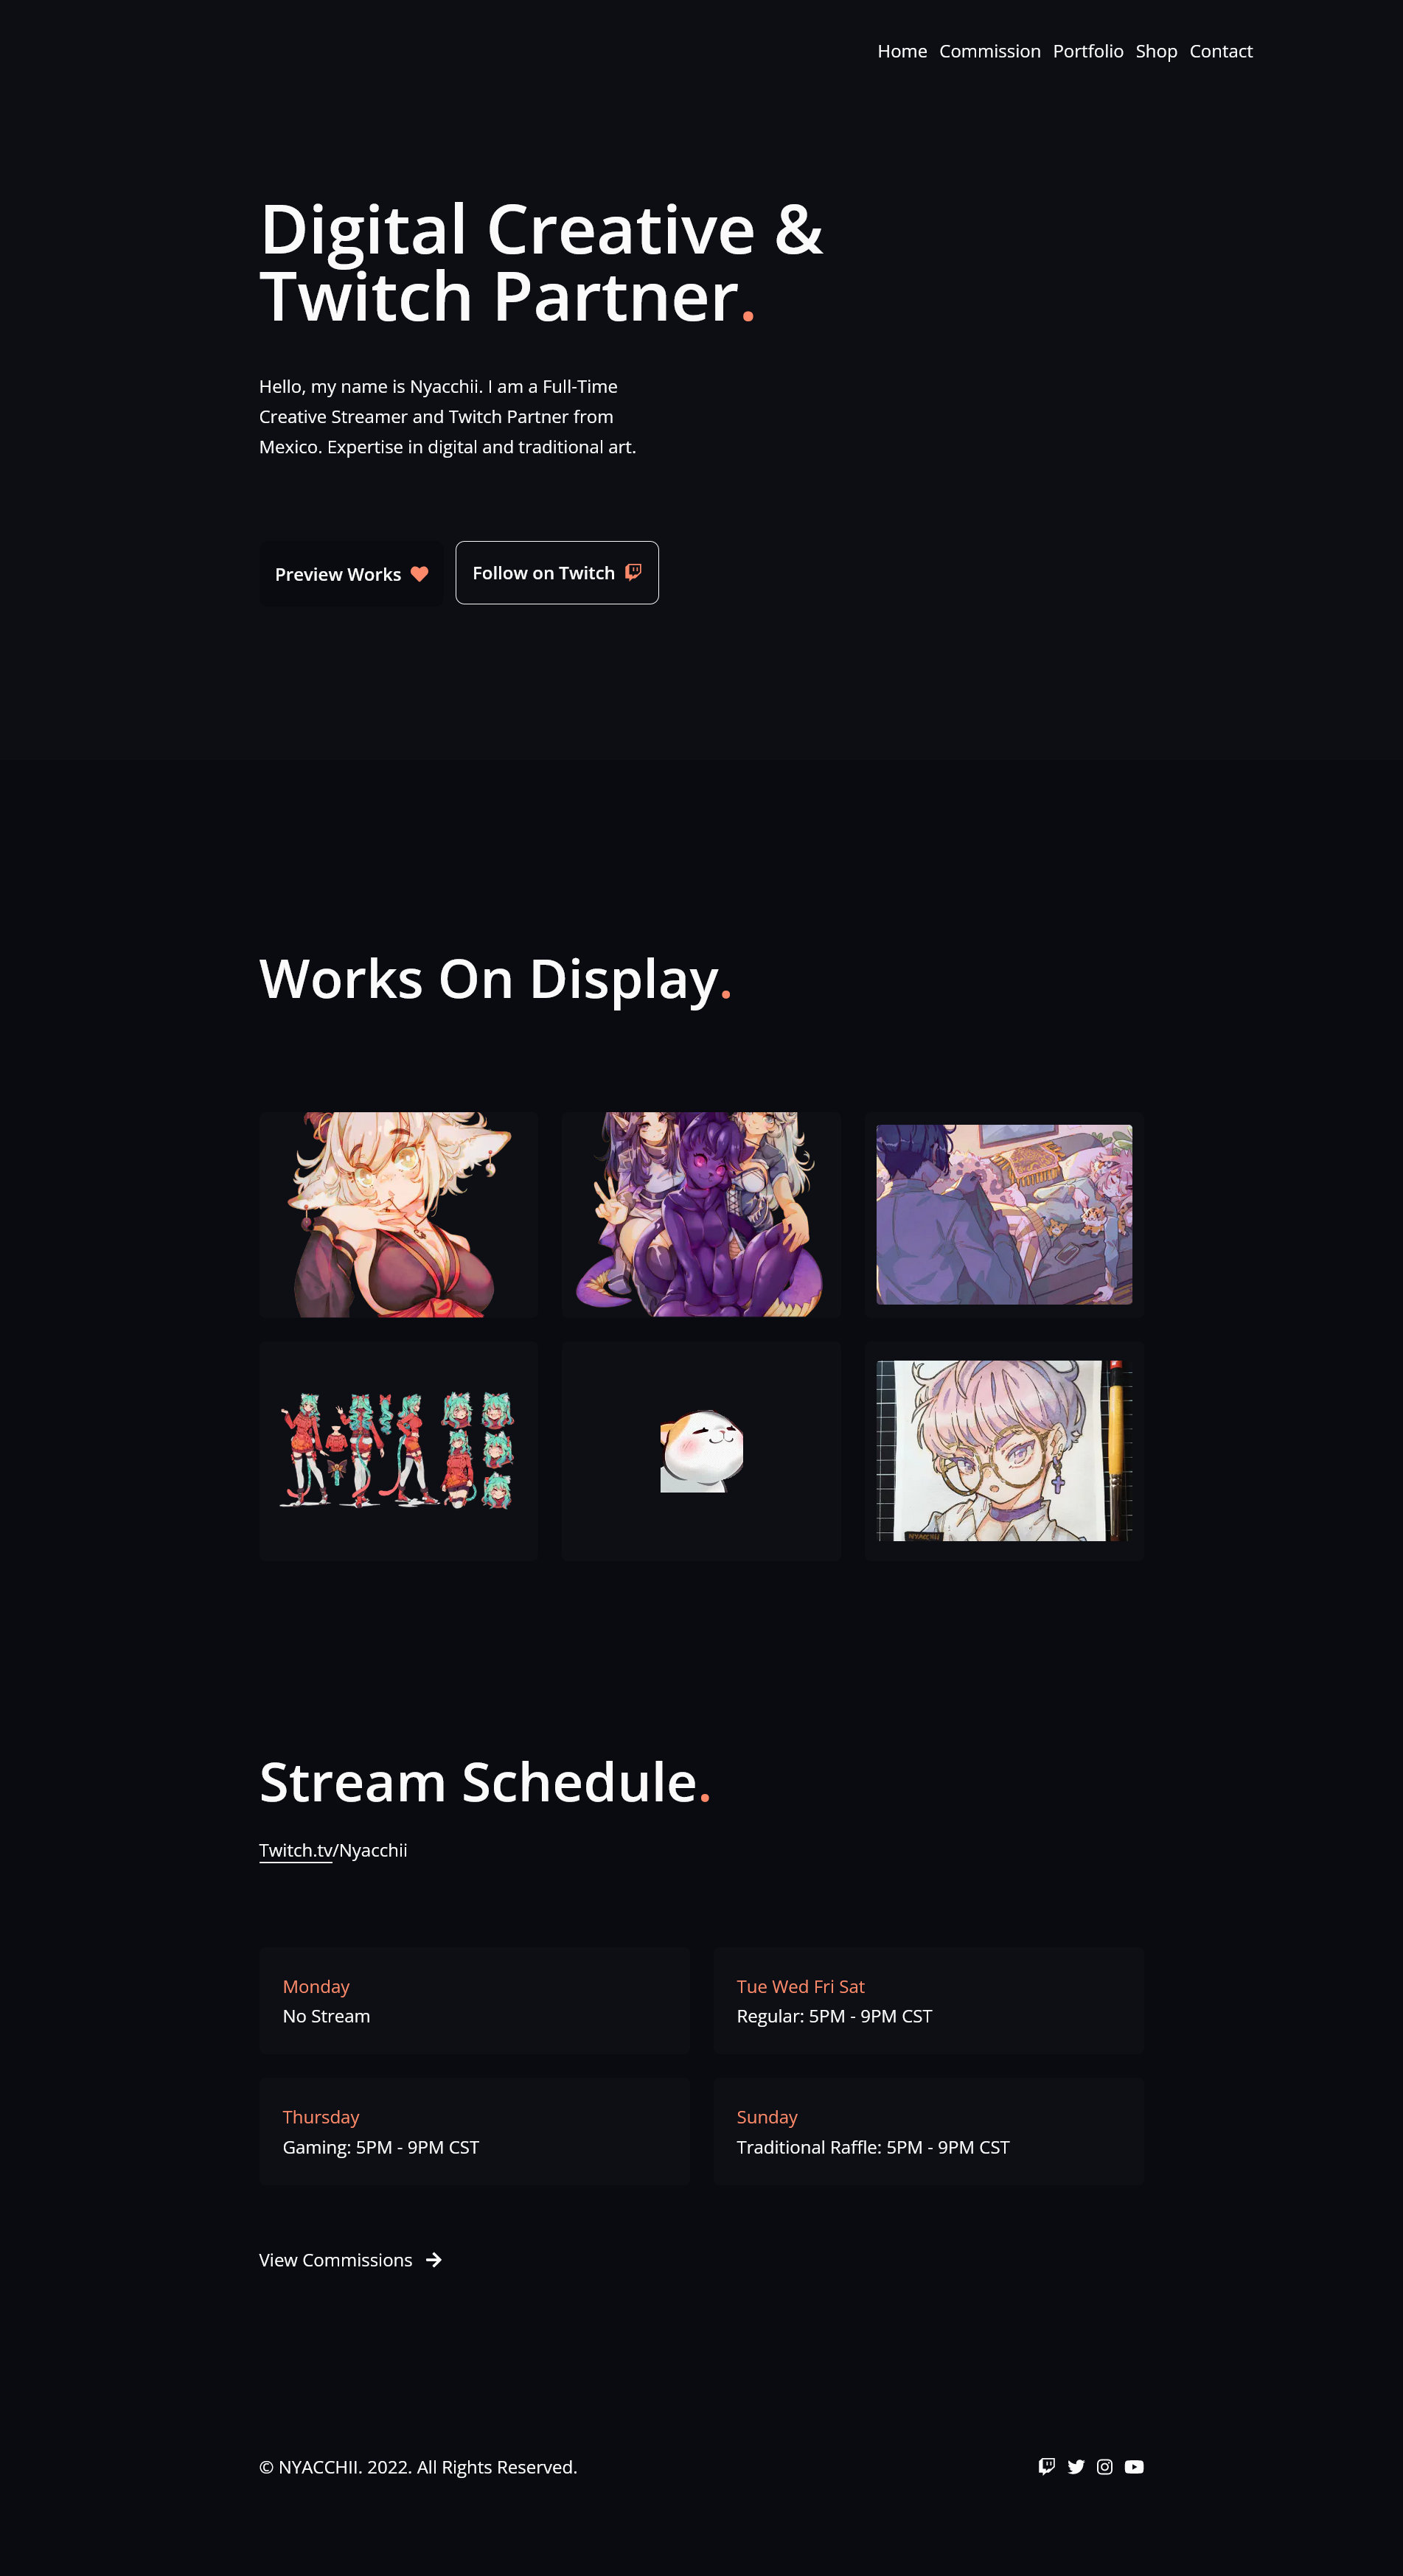 Home Commission Portfolio Shop Contact
Digital Creative &
Twitch Partner.
Hello, my name is Nyacchii. I am a Full-Time
Creative Streamer and Twitch Partner from
Mexico. Expertise in digital and traditional art.
Preview Works
Follow on Twitch
Works On Display.
NYACCHII
Stream Schedule.
Twitch.tv/Nyacchii
Monday
No Stream
Tue Wed Fri Sat
Regular: 5PM - 9PM CST
Thursday
Gaming: 5PM - 9PM CST
Sunday
Traditional Raffle: 5PM - 9PM CST
View Commissions
© NYACCHII. 2022. All Rights Reserved.